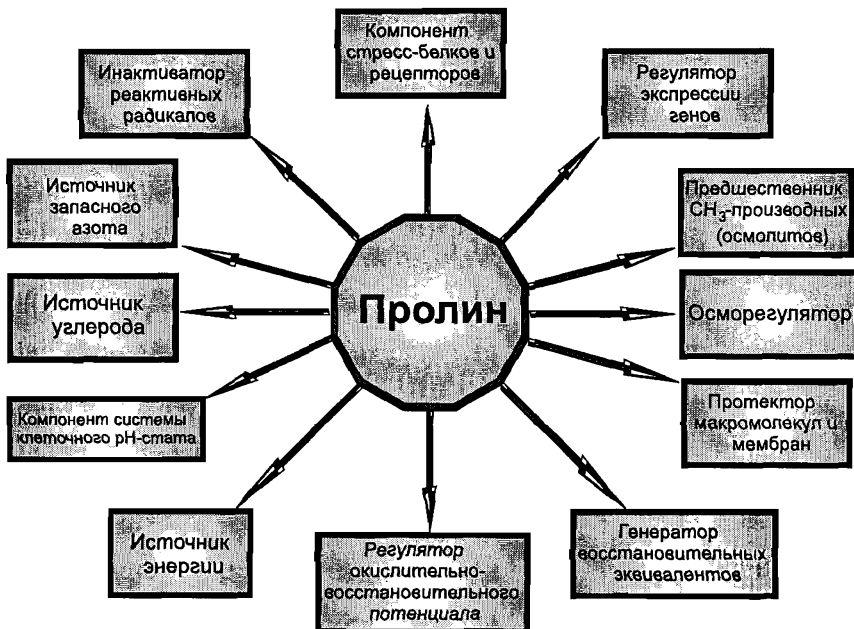 Компонент
стресс-белков и
рецепторов
Инактиватор
реактивных
радикалов
Регулятор
экспрессии
генов
Источник
запасного
азота
Предшественник
CH₃-производных
(осмолитов)
Источник
углерода
Пролин
Осморегулятор
Компонент системы
клеточного pH-стата
Протектор
макромолекул и
мембран
Источник
энергии
Регулятор
окислительно-
восстановительного
потенциала
Генератор
восстановительных
эквивалентов